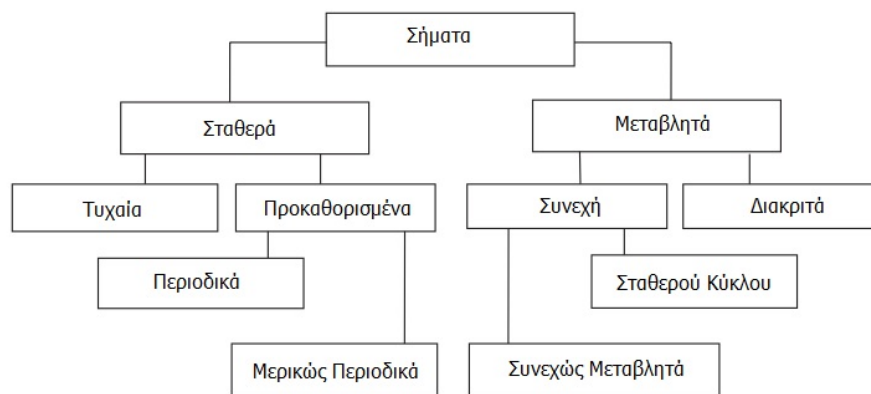 Σήματα
Σταθερά
Μεταβλητά
Τυχαία
Προκαθορισμένα
Συνεχή
Διακριτά
Περιοδικά
Σταθερού Κύκλου
Μερικώς Περιοδικά
Συνεχώς Μεταβλητά